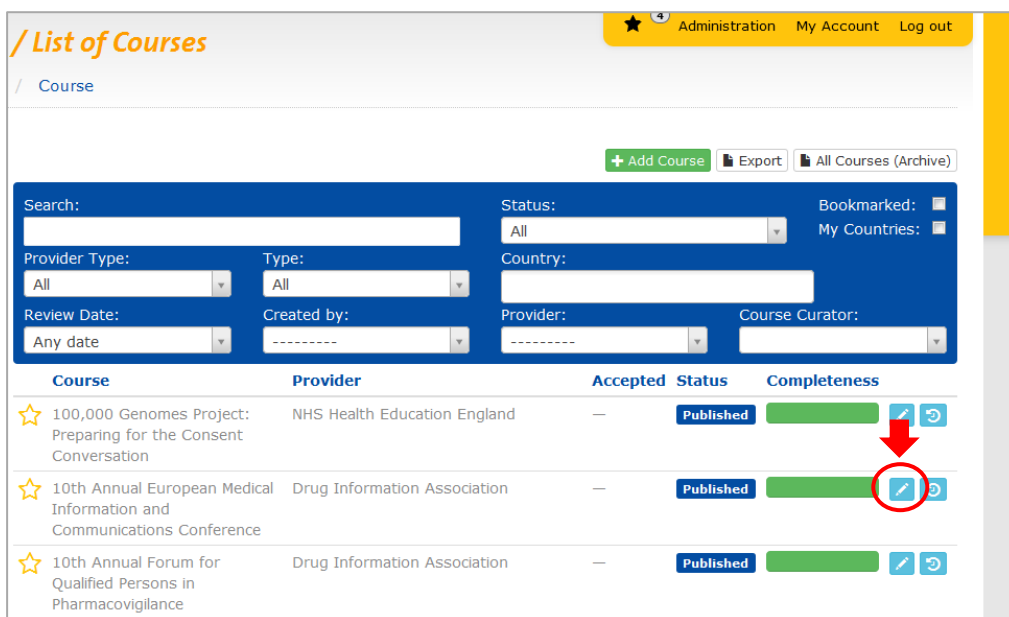 4
Administration My Account Log out
/ List of Courses
/ Course
+ Add Course Export All Courses (Archive)
Search: Status: Bookmarked:
All My Countries:
Provider Type: Type: Country:
All All
Review Date: Created by: Provider: Course Curator:
Any date --------- ---------
Course Provider Accepted Status Completeness
100,000 Genomes Project: NHS Health Education England — Published
Preparing for the Consent
Conversation
10th Annual European Medical Drug Information Association — Published
Information and
Communications Conference
10th Annual Forum for Drug Information Association — Published
Qualified Persons in
Pharmacovigilance